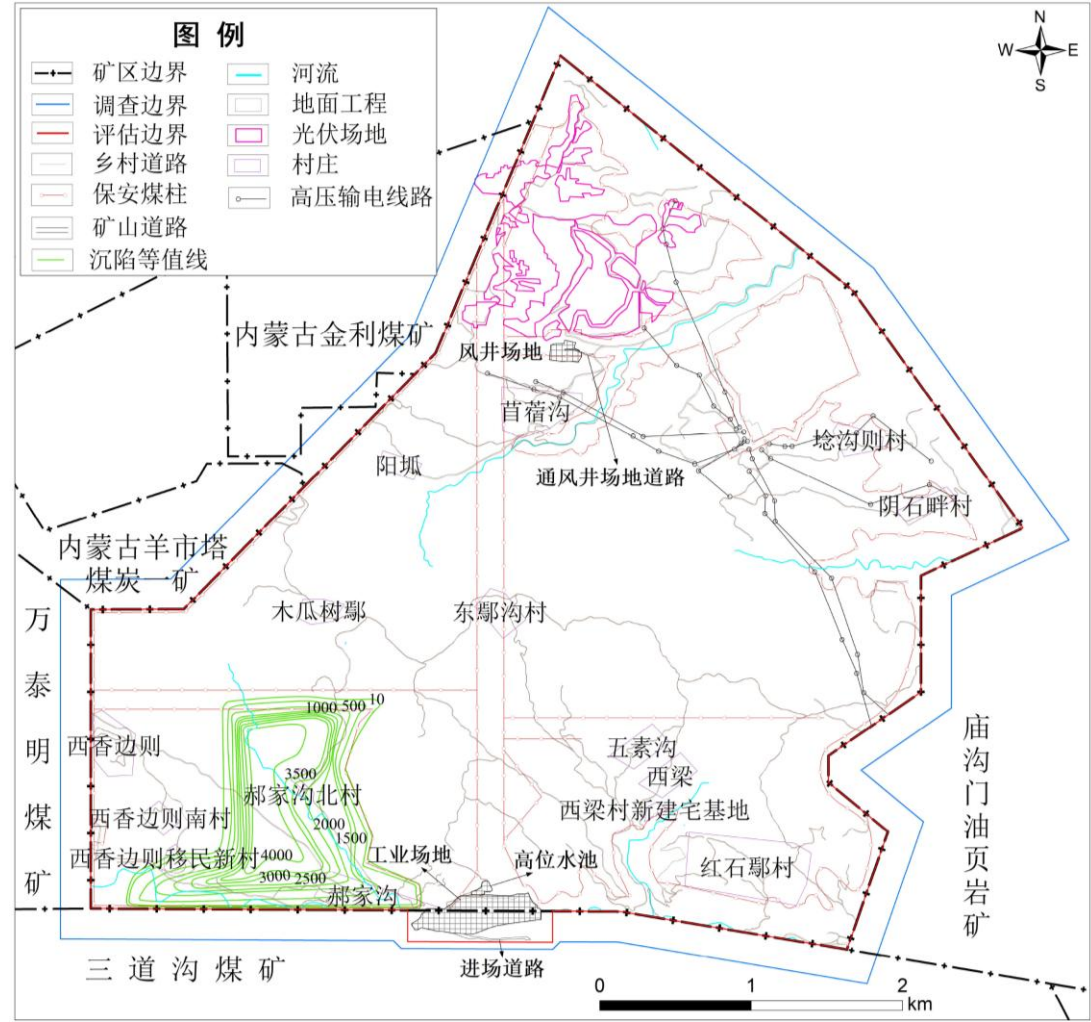 图 例
矿区边界
调查边界
评估边界
乡村道路
保安煤柱
矿山道路
沉陷等值线
河流
地面工程
光伏场地
村庄
高压输电线路
N
W
E
S
内蒙古金利煤矿
风井场地
苜蓿沟
阳坬
通风井场地道路
埝沟则村
阴石畔村
内蒙古羊市塔
煤炭一矿
木瓜树鄢
东鄢沟村
万泰明煤矿
1000
500
10
西香边则
3500
郝家沟北村
2000
1500
西香边则南村
西香边则移民新村
4000
3000
2500
郝家沟
工业场地
高位水池
五素沟
西梁
西梁村新建宅基地
红石鄢村
庙沟门油页岩矿
三道沟煤矿
进场道路
0
1
2
km